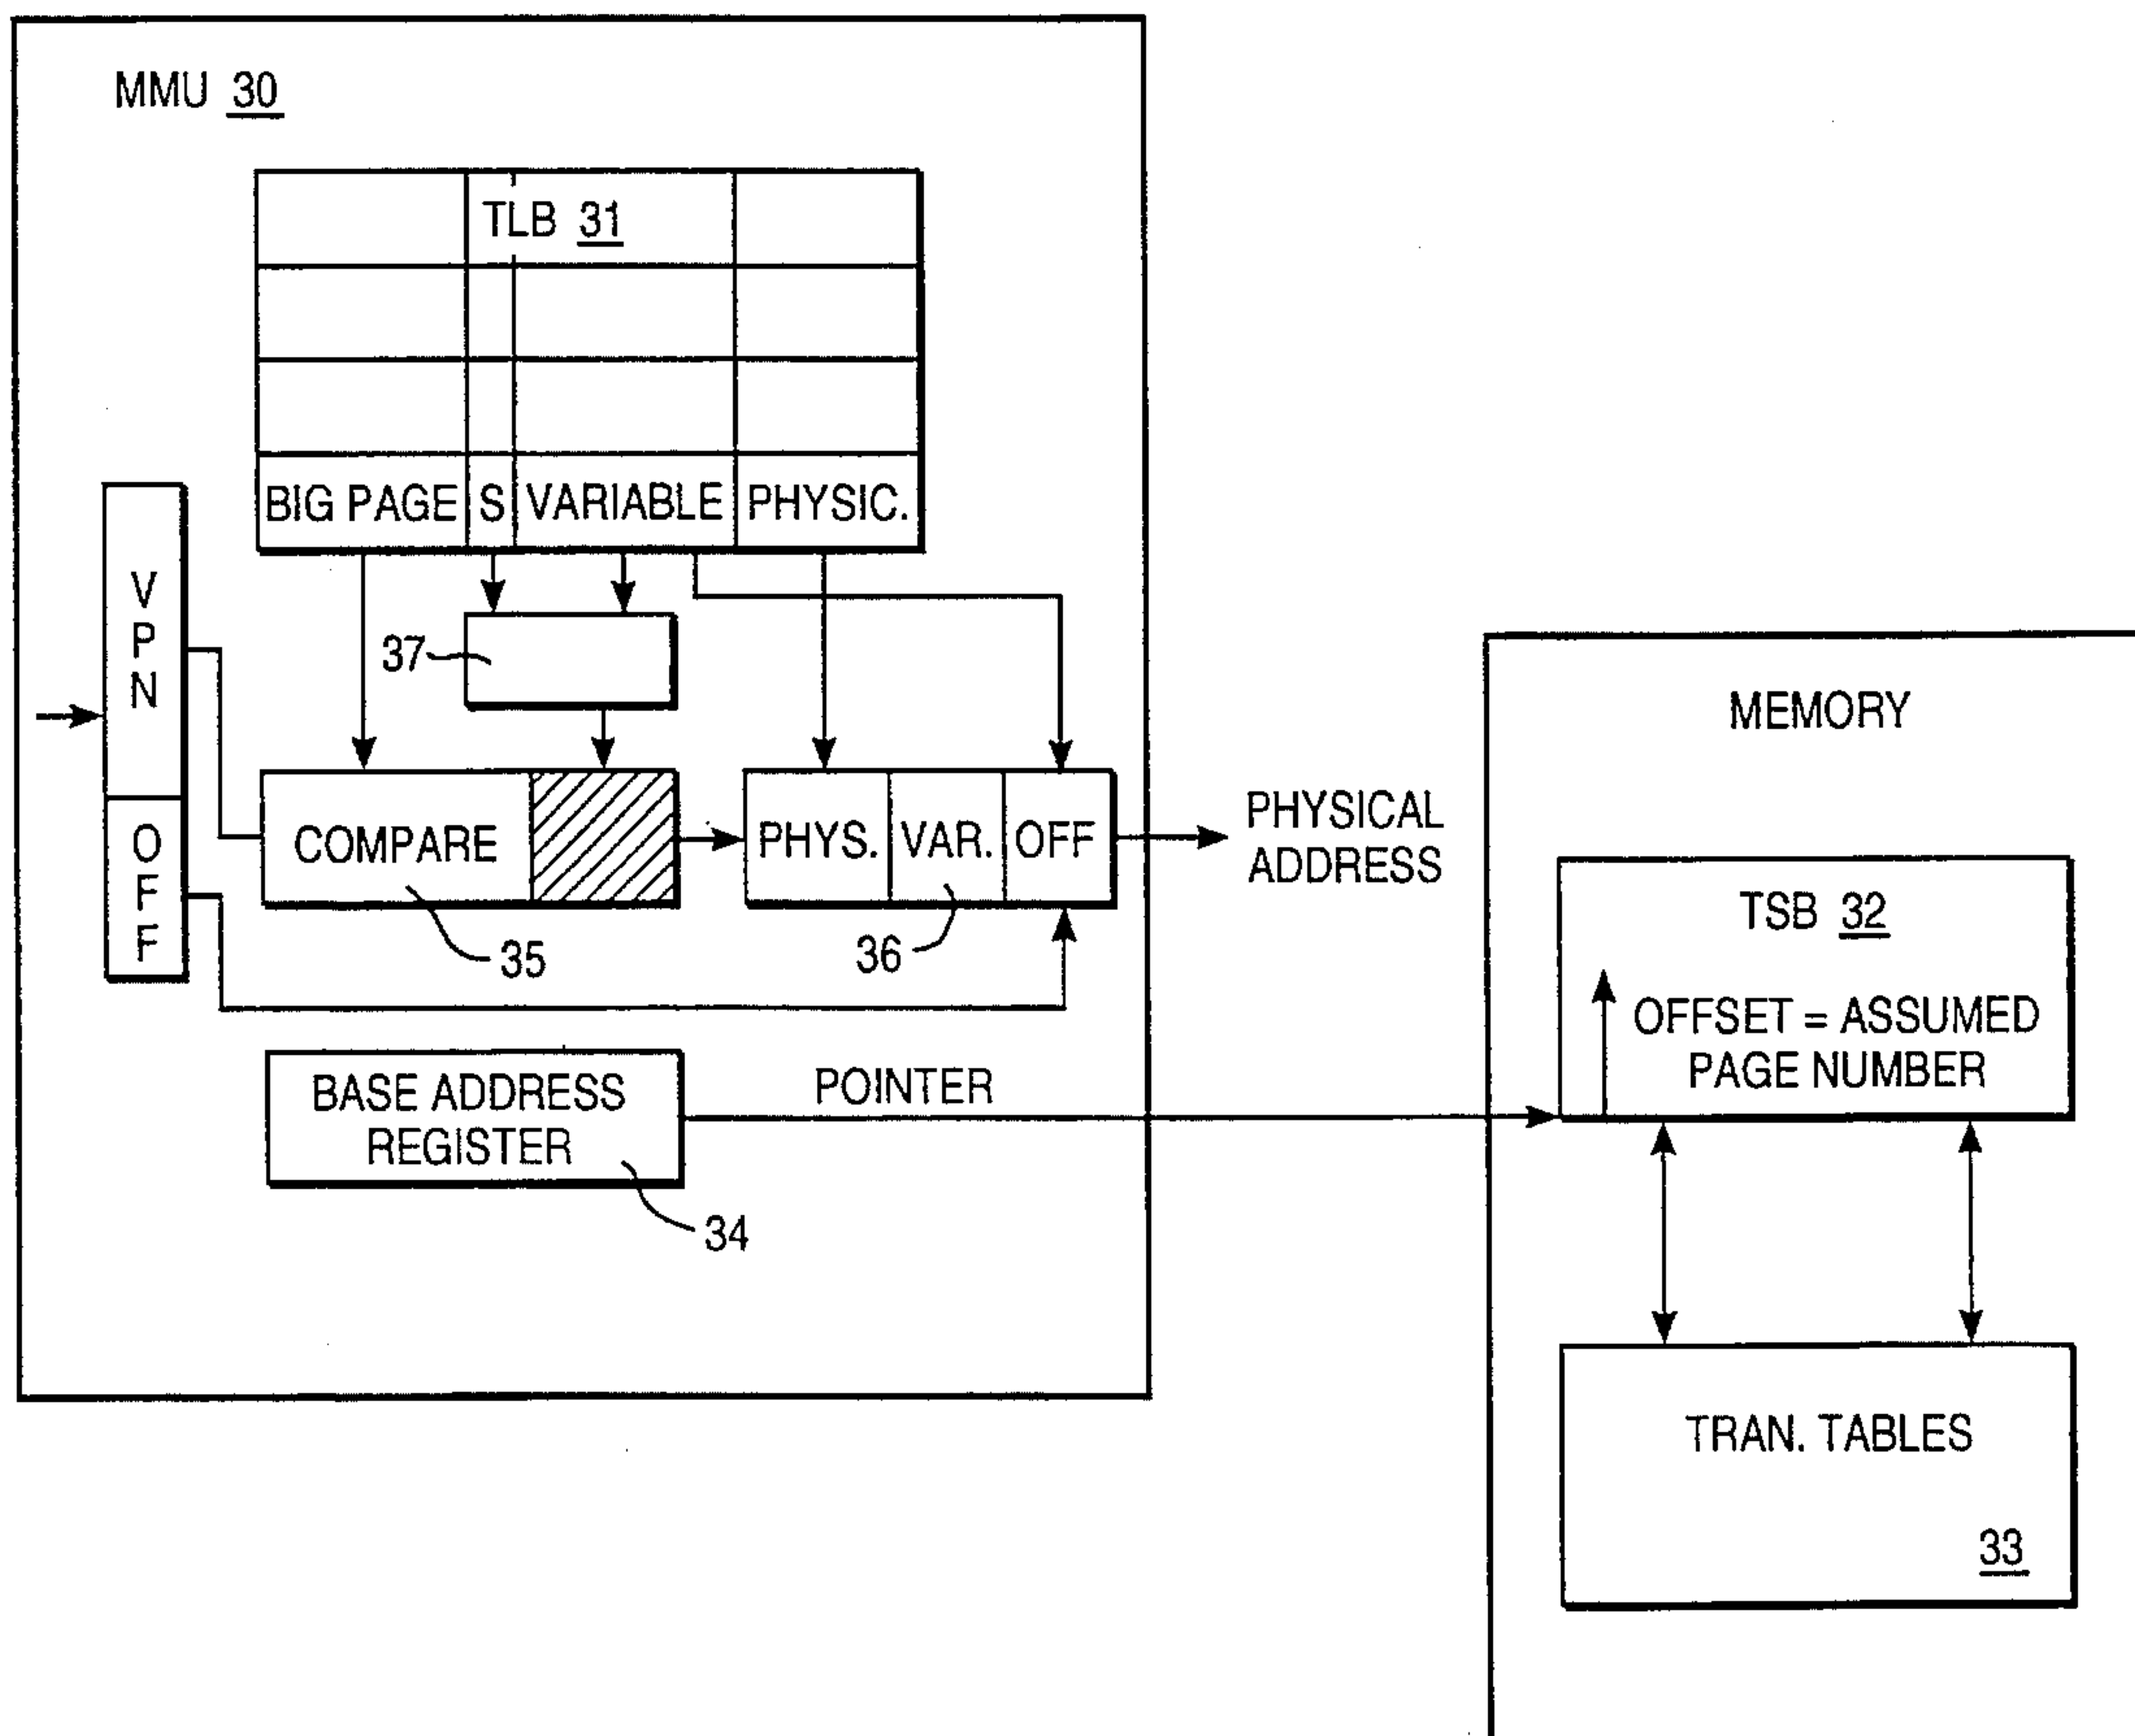 MMU 30
TLB 31
BIG PAGE S VARIABLE PHYSIC.
V
P
N
O
F
F
37
COMPARE
PHYS. VAR. OFF
35
36
PHYSICAL
ADDRESS
BASE ADDRESS
REGISTER
34
POINTER
MEMORY
TSB 32
OFFSET = ASSUMED
PAGE NUMBER
TRAN. TABLES
33